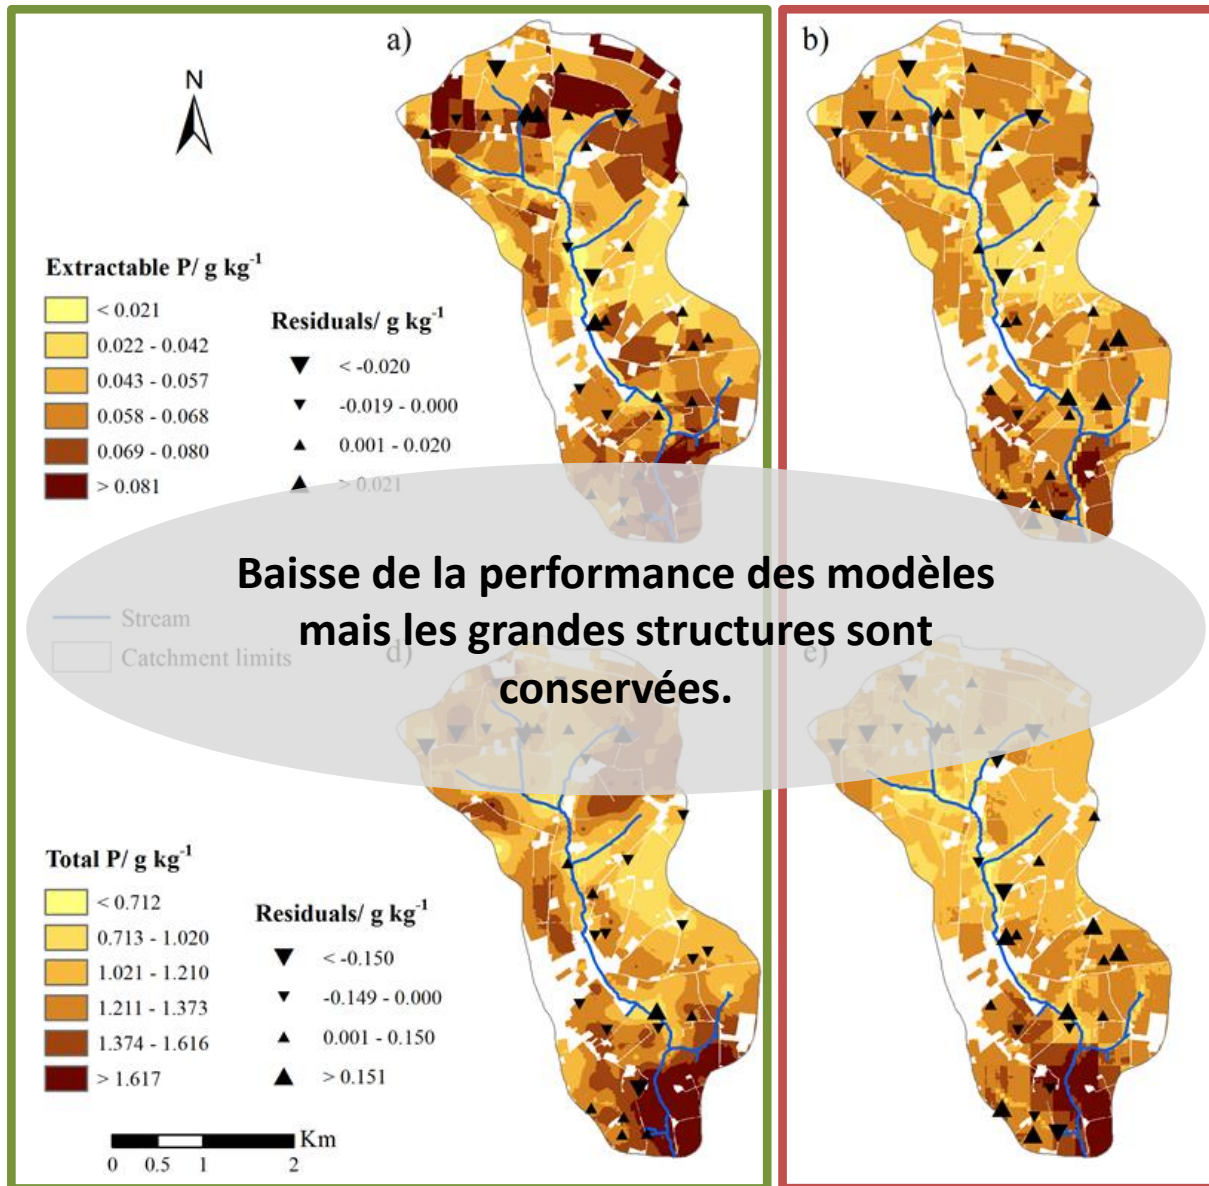 a)
b)
N
Extractable P/ g kg⁻¹
< 0.021
0.022 - 0.042
0.043 - 0.057
0.058 - 0.068
0.069 - 0.080
> 0.081
Residuals/ g kg⁻¹
< -0.020
-0.019 - 0.000
0.001 - 0.020
> 0.021
Baisse de la performance des modèles
mais les grandes structures sont
conservées.
Stream
Catchment limits
d)
e)
Total P/ g kg⁻¹
< 0.712
0.713 - 1.020
1.021 - 1.210
1.211 - 1.373
1.374 - 1.616
> 1.617
Residuals/ g kg⁻¹
< -0.150
-0.149 - 0.000
0.001 - 0.150
> 0.151
Km
0 0.5 1 2